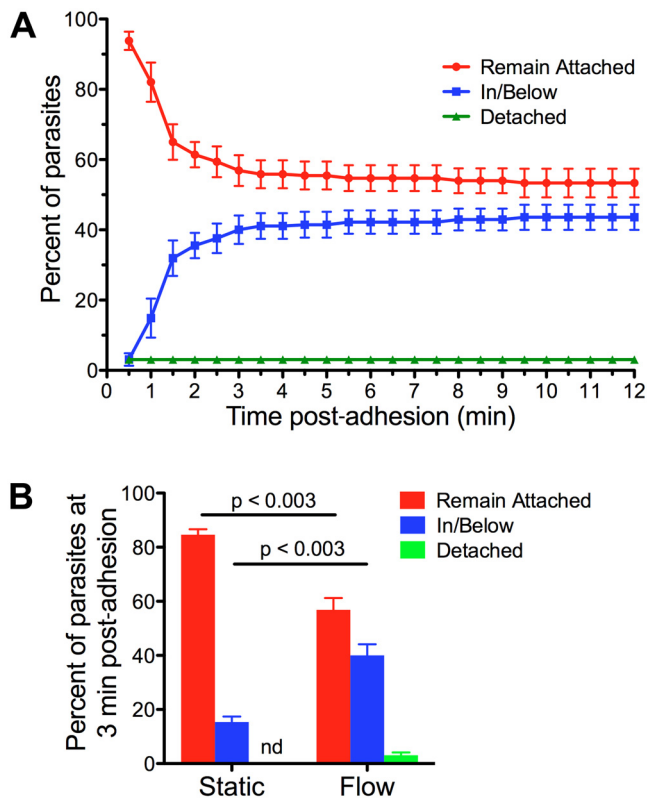 A
100
80
60
40
20
0
Percent of parasites
Remain Attached
In/Below
Detached
0 1 2 3 4 5 6 7 8 9 10 11 12
Time post-adhesion (min)
B
100
80
60
40
20
0
Percent of parasites at
3 min post-adhesion
p < 0.003
p < 0.003
nd
Static Flow
Remain Attached
In/Below
Detached